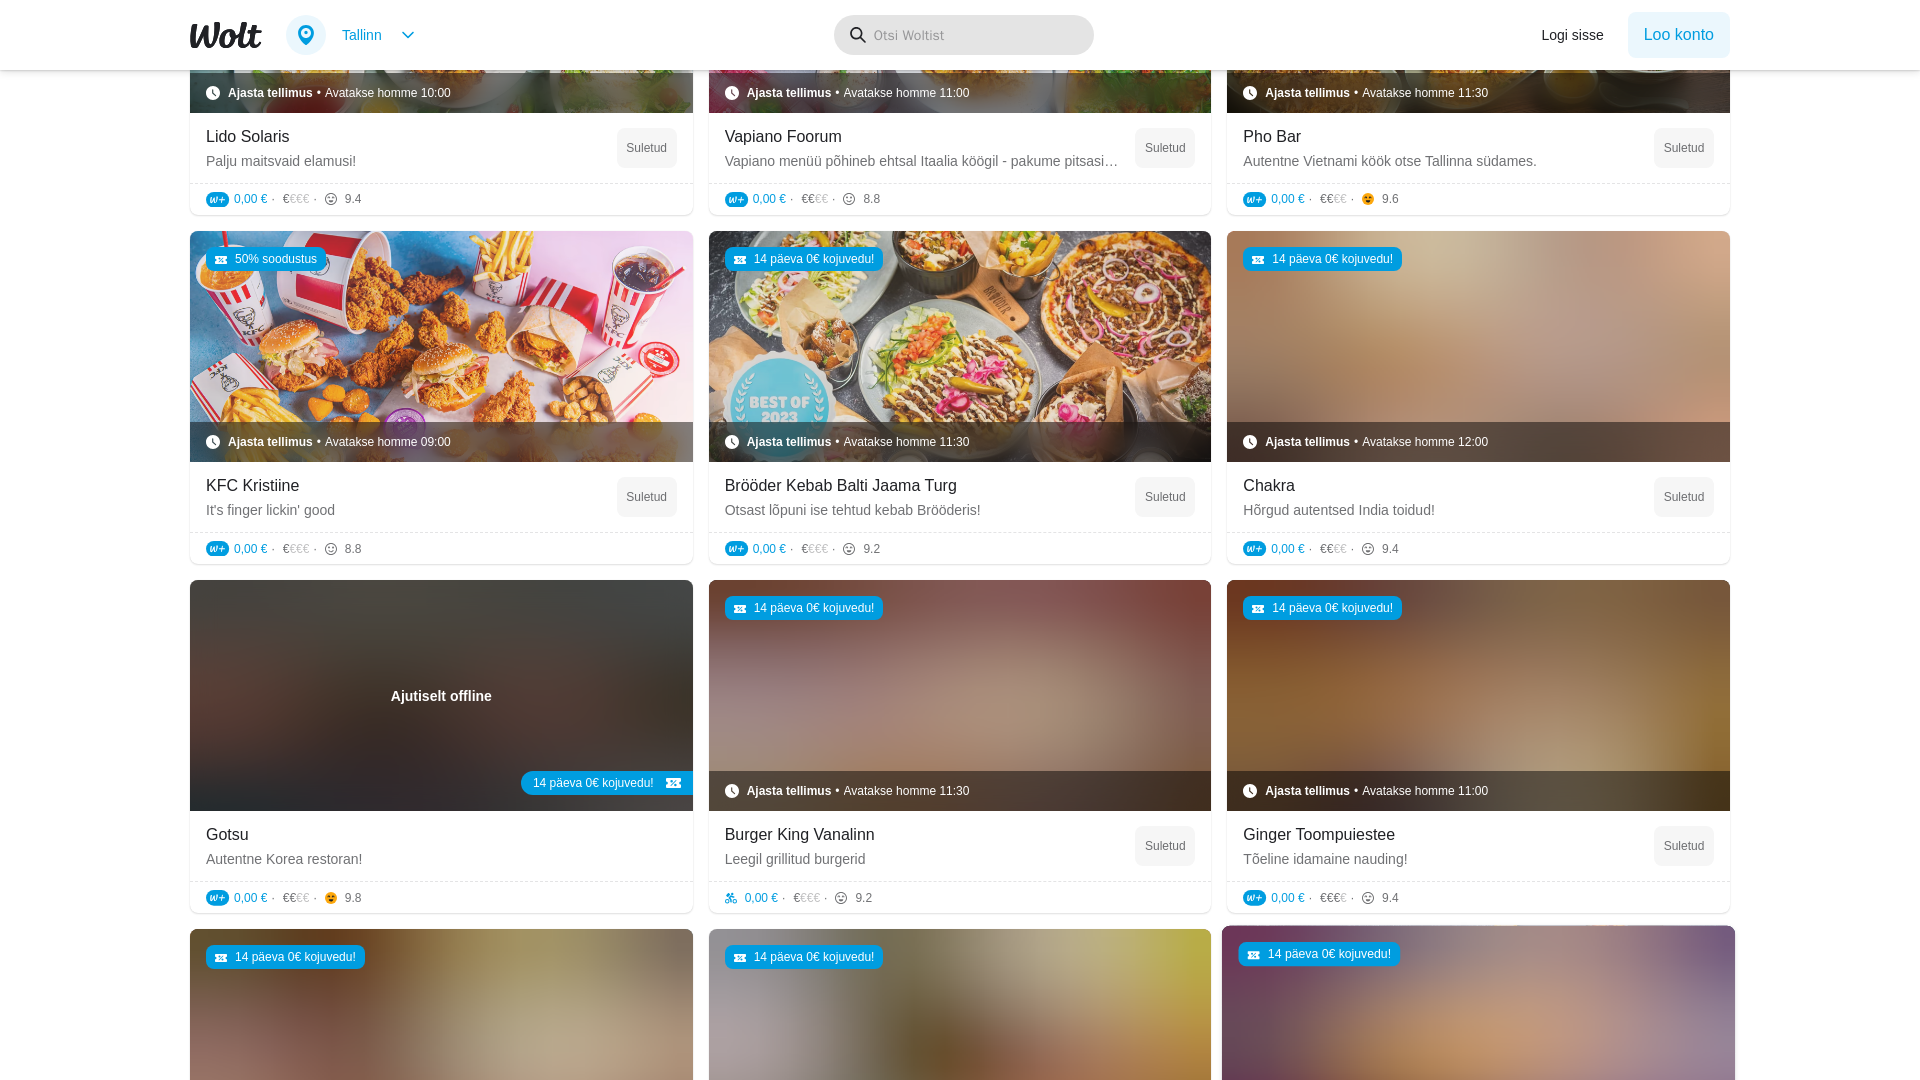 Wolt
Tallinn
Otsi Woltist
Logi sisse
Loo konto
Ajasta tellimus • Avatakse homme 10:00
Ajasta tellimus • Avatakse homme 11:00
Ajasta tellimus • Avatakse homme 11:30
Lido Solaris
Palju maitsvaid elamusi!
Suletud
W+ 0,00 € · €€€€ · 9.4
Vapiano Foorum
Vapiano menüü põhineb ehtsal Itaalia köögil - pakume pitsasi…
Suletud
W+ 0,00 € · €€€€ · 8.8
Pho Bar
Autentne Vietnami köök otse Tallinna südames.
Suletud
W+ 0,00 € · €€€€ · 9.6
50% soodustus
KFC
KFC
KFC
Ajasta tellimus • Avatakse homme 09:00
KFC Kristiine
It's finger lickin' good
Suletud
W+ 0,00 € · €€€€ · 8.8
14 päeva 0€ kojuvedu!
BRÖÖDER
BEST OF
2023
Ajasta tellimus • Avatakse homme 11:30
Brööder Kebab Balti Jaama Turg
Otsast lõpuni ise tehtud kebab Brööderis!
Suletud
W+ 0,00 € · €€€€ · 9.2
14 päeva 0€ kojuvedu!
Ajasta tellimus • Avatakse homme 12:00
Chakra
Hõrgud autentsed India toidud!
Suletud
W+ 0,00 € · €€€€ · 9.4
Ajutiselt offline
14 päeva 0€ kojuvedu!
Gotsu
Autentne Korea restoran!
W+ 0,00 € · €€€€ · 9.8
14 päeva 0€ kojuvedu!
Ajasta tellimus • Avatakse homme 11:30
Burger King Vanalinn
Leegil grillitud burgerid
Suletud
0,00 € · €€€€ · 9.2
14 päeva 0€ kojuvedu!
Ajasta tellimus • Avatakse homme 11:00
Ginger Toompuiestee
Tõeline idamaine nauding!
Suletud
W+ 0,00 € · €€€€ · 9.4
14 päeva 0€ kojuvedu!
14 päeva 0€ kojuvedu!
14 päeva 0€ kojuvedu!